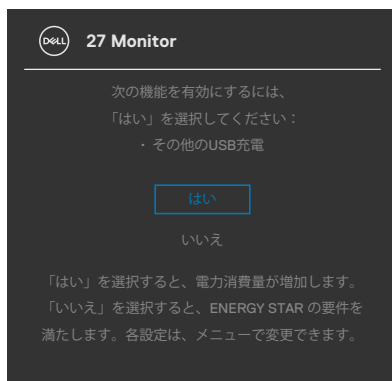 DELL 27 Monitor
次の機能を有効にするには、
「はい」を選択してください：
・その他のUSB充電
はい
いいえ
「はい」を選択すると、電力消費量が増加します。
「いいえ」を選択すると、ENERGY STAR の要件を
満たします。各設定は、メニューで変更できます。